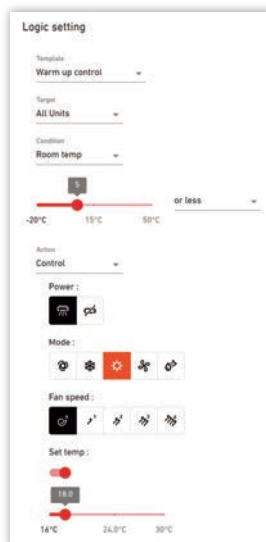 Logic setting
Template
Warm up control
Target
All Units
Condition
Room temp
5
or less
-20°C 15°C 50°C
Action
Control
Power :
Mode :
Fan speed :
Set temp :
18.0
16°C 24.0°C 30°C